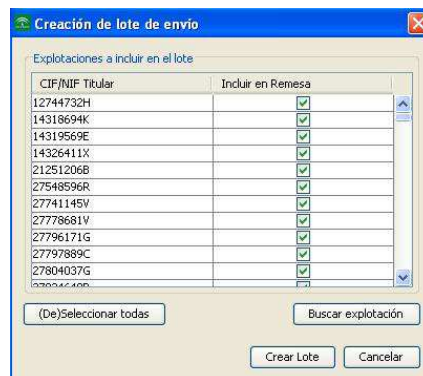 Creación de lote de envío
Explotaciones a incluir en el lote
CIF/NIF Titular Incluir en Remesa
12744732H
14318694K
14319569E
14326411X
21251206B
27548596R
27741145V
27778681V
27796171G
27797889C
27804037G
(De)Seleccionar todas Buscar explotación
Crear Lote Cancelar